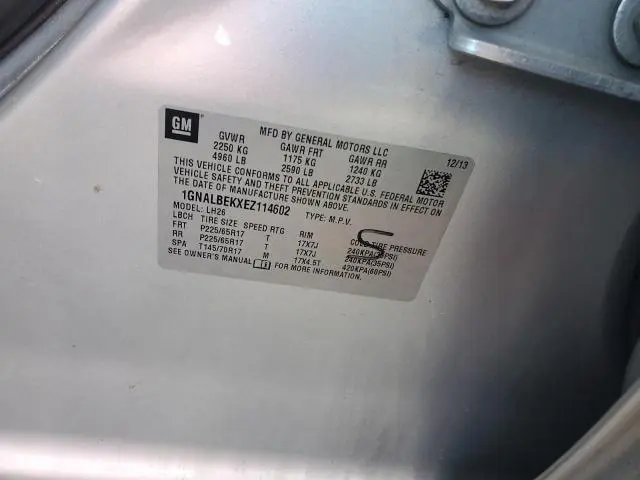 GM
MFD BY GENERAL MOTORS LLC
12/13
GVWR GAWR FRT GAWR RR
2250 KG 1175 KG 1240 KG
4960 LB 2590 LB 2733 LB
THIS VEHICLE CONFORMS TO ALL APPLICABLE U.S. FEDERAL MOTOR
VEHICLE SAFETY AND THEFT PREVENTION STANDARDS IN EFFECT ON
THE DATE OF MANUFACTURE SHOWN ABOVE.
1GNALBEKXEZ114602 TYPE: M.P.V.
MODEL: LH26
LBCH TIRE SIZE SPEED RTG RIM COLD TIRE PRESSURE
FRT P225/65R17 T 17X7J 240KPA(35PSI)
RR P225/65R17 T 17X7J 240KPA(35PSI)
SPA T145/70R17 M 17X4.5T 420KPA(60PSI)
SEE OWNER'S MANUAL FOR MORE INFORMATION.
S